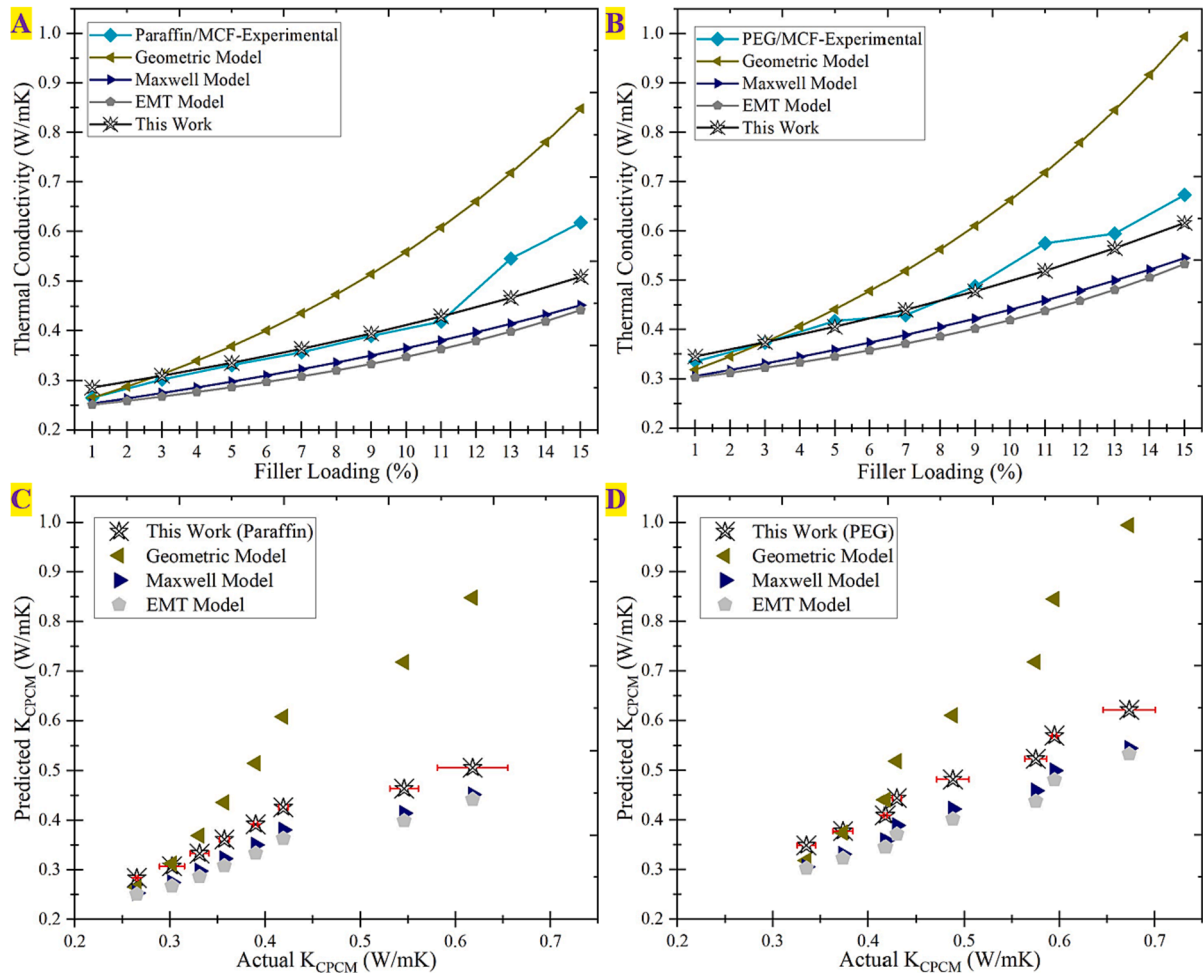 A
Paraffin/MCF-Experimental
Geometric Model
Maxwell Model
EMT Model
This Work
1.0
0.9
0.8
0.7
0.6
0.5
0.4
0.3
0.2
Thermal Conductivity (W/mK)
1 2 3 4 5 6 7 8 9 10 11 12 13 14 15
Filler Loading (%)
B
PEG/MCF-Experimental
Geometric Model
Maxwell Model
EMT Model
This Work
1.0
0.9
0.8
0.7
0.6
0.5
0.4
0.3
0.2
Thermal Conductivity (W/mK)
1 2 3 4 5 6 7 8 9 10 11 12 13 14 15
Filler Loading (%)
C
This Work (Paraffin)
Geometric Model
Maxwell Model
EMT Model
1.0
0.9
0.8
0.7
0.6
0.5
0.4
0.3
0.2
Predicted K_CPCM (W/mK)
0.2 0.3 0.4 0.5 0.6 0.7
Actual K_CPCM (W/mK)
D
This Work (PEG)
Geometric Model
Maxwell Model
EMT Model
1.0
0.9
0.8
0.7
0.6
0.5
0.4
0.3
0.2
Predicted K_CPCM (W/mK)
0.2 0.3 0.4 0.5 0.6 0.7
Actual K_CPCM (W/mK)